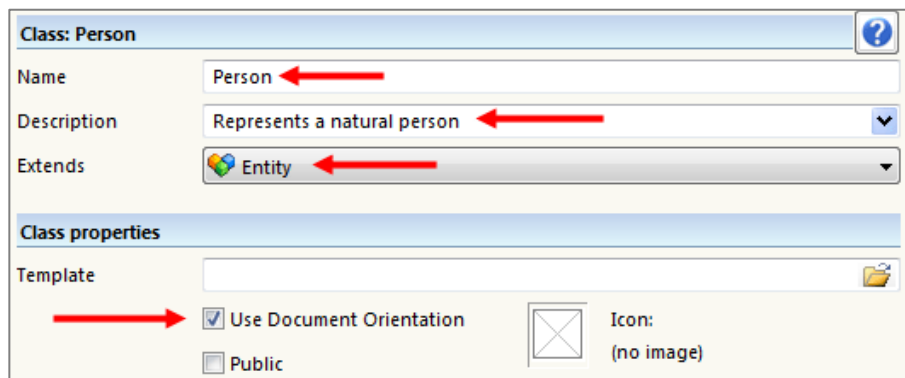 Class: Person
Name Person
Description Represents a natural person
Extends Entity
Class properties
Template
Use Document Orientation Icon:
Public (no image)